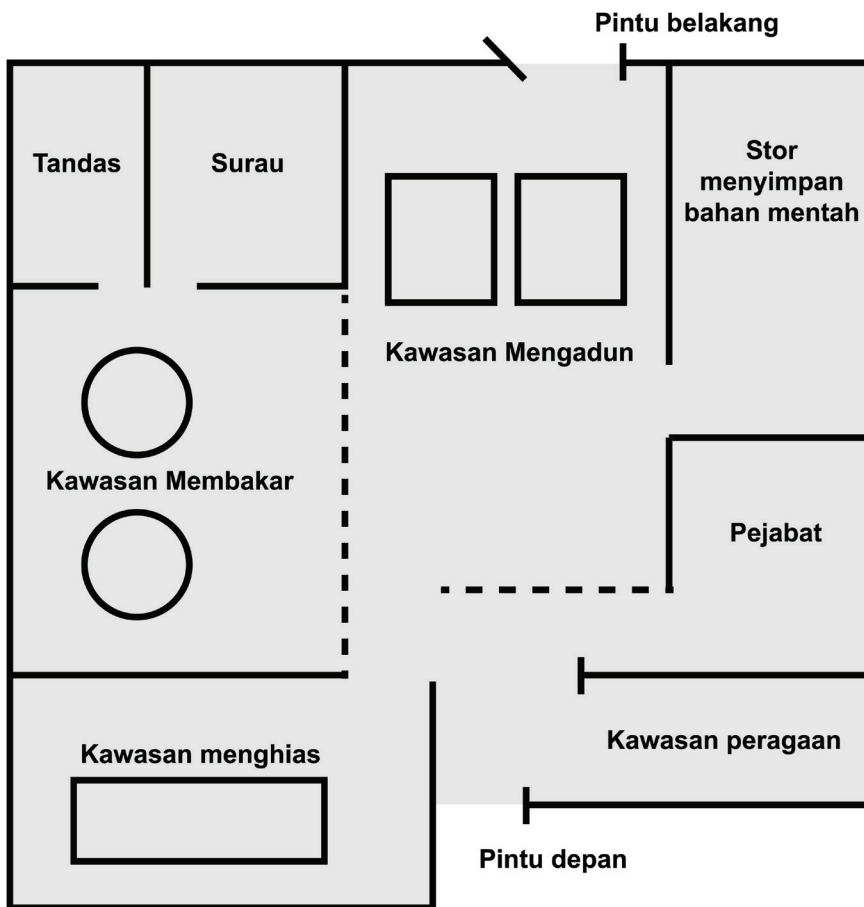 Pintu belakang
Tandas
Surau
Stor
menyimpan
bahan mentah
Kawasan Mengadun
Kawasan Membakar
Pejabat
Kawasan menghias
Kawasan peragaan
Pintu depan